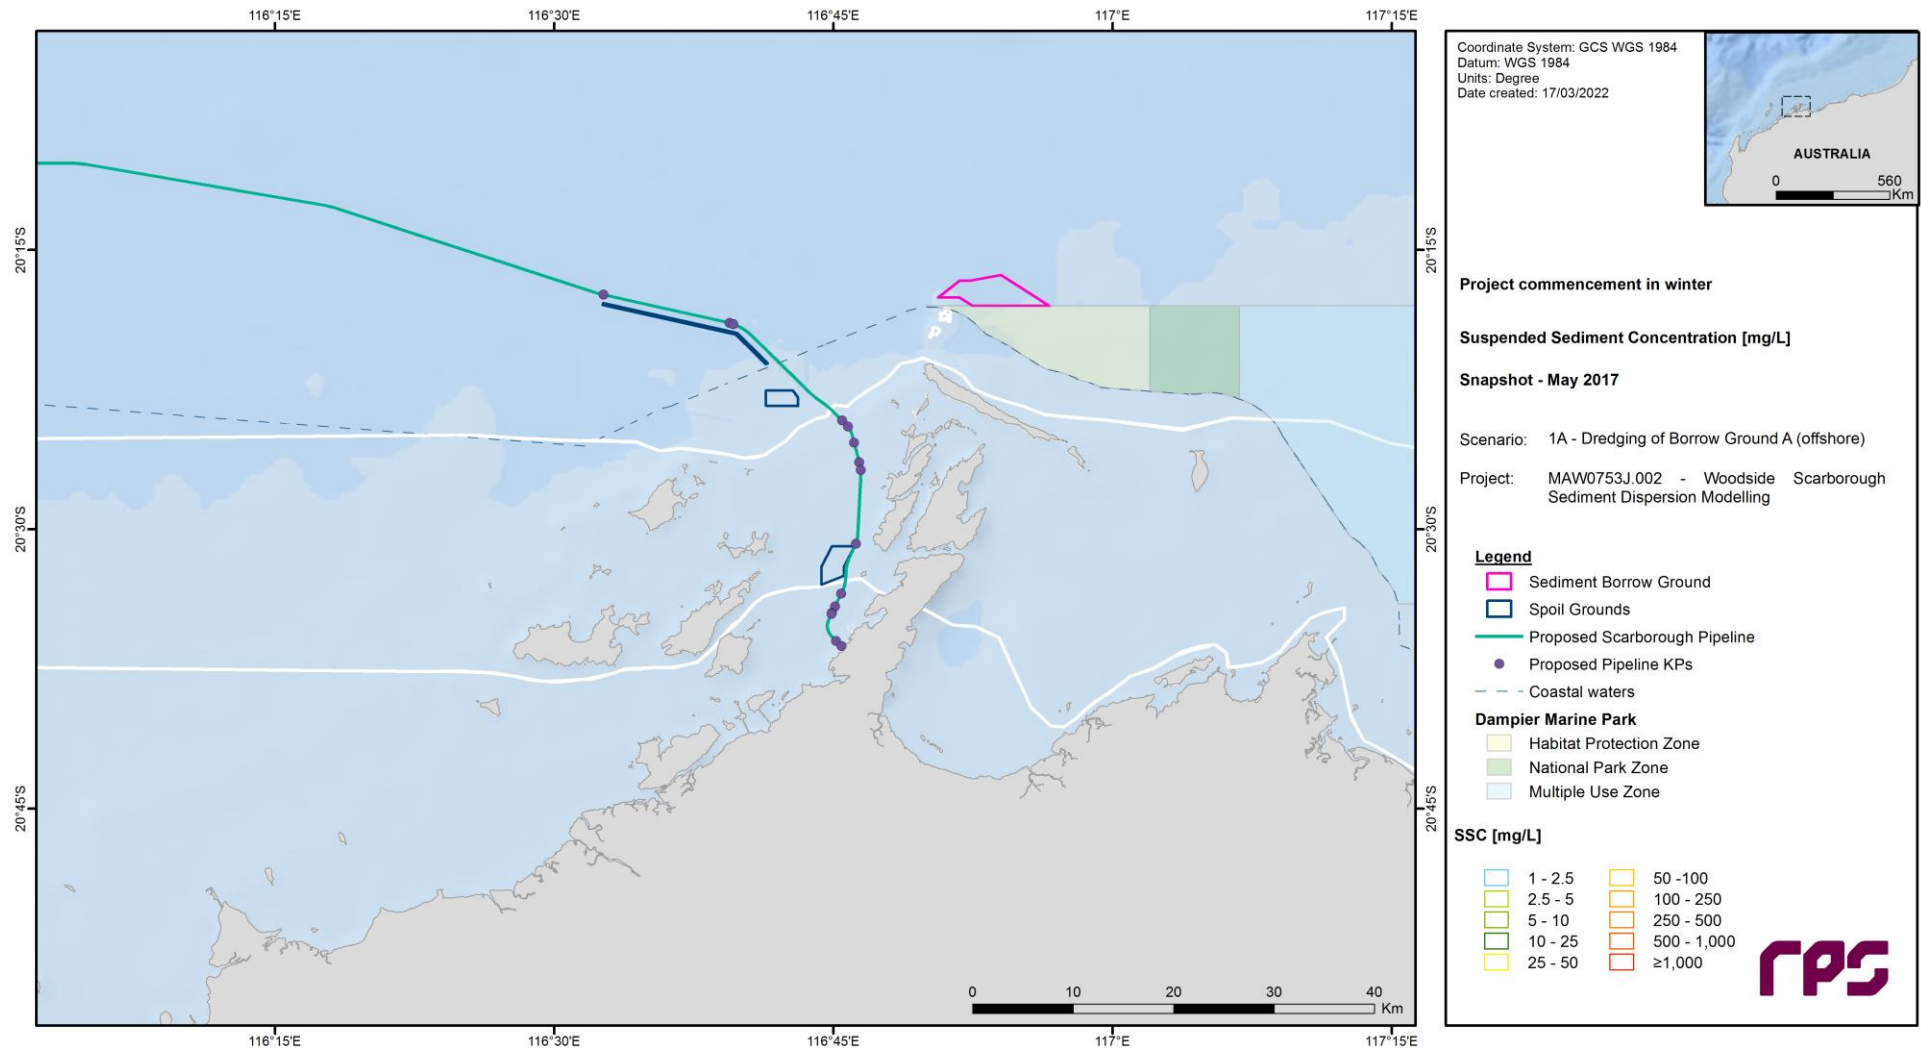 116°15'E
116°30'E
116°45'E
117°E
117°15'E
20°15'S
20°30'S
20°45'S
20°15'S
20°30'S
20°45'S
0 10 20 30 40
Km
116°15'E
116°30'E
116°45'E
117°E
117°15'E
Coordinate System: GCS WGS 1984
Datum: WGS 1984
Units: Degree
Date created: 17/03/2022
AUSTRALIA
0 560
Km
Project commencement in winter
Suspended Sediment Concentration [mg/L]
Snapshot - May 2017
Scenario: 1A - Dredging of Borrow Ground A (offshore)
Project: MAW0753J.002 - Woodside Scarborough
Sediment Dispersion Modelling
Legend
Sediment Borrow Ground
Spoil Grounds
Proposed Scarborough Pipeline
Proposed Pipeline KPs
Coastal waters
Dampier Marine Park
Habitat Protection Zone
National Park Zone
Multiple Use Zone
SSC [mg/L]
1 - 2.5 50 -100
2.5 - 5 100 - 250
5 - 10 250 - 500
10 - 25 500 - 1,000
25 - 50 ≥1,000
rps